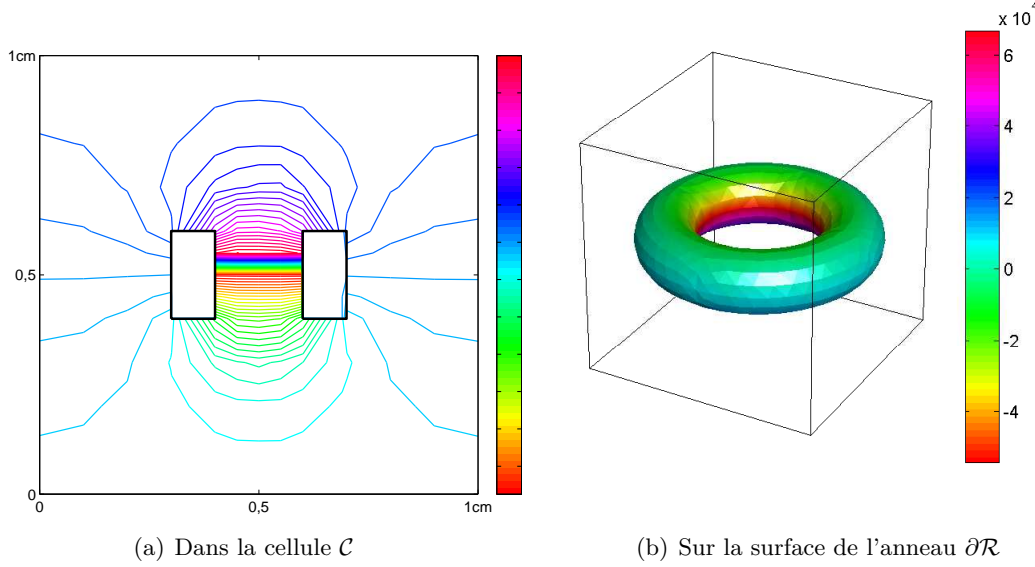 1cm
0,5
0
0
0,5
1cm
(a) Dans la cellule 𝒞
x 10⁴
6
4
2
0
-2
-4
(b) Sur la surface de l'anneau ∂ℛ